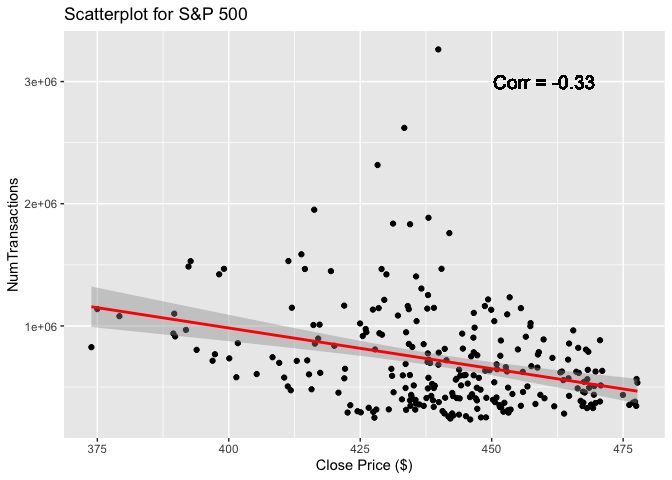 Scatterplot for S&P 500
Corr = -0.33
3e+06
2e+06
1e+06
NumTransactions
375 400 425 450 475
Close Price ($)